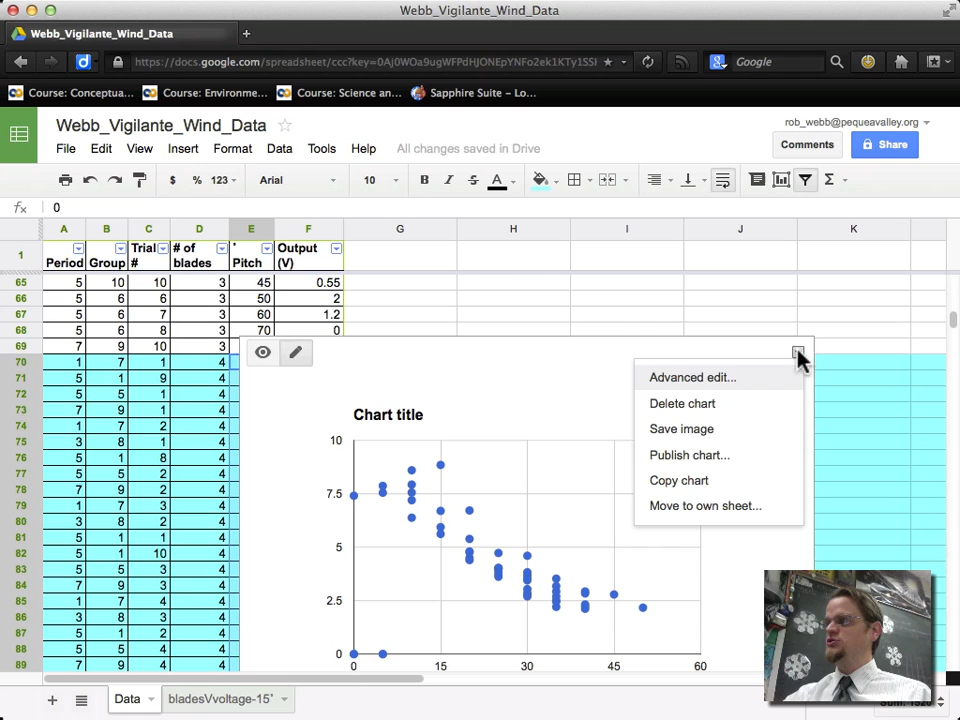 Webb_Vigilante_Wind_Data
Webb_Vigilante_Wind_Data +
https://docs.google.com/spreadsheet/ccc?key=0Aj0WOa9ugWFPdHJONEpYNFo2ek1KTy1SSH
Google
Course: Conceptua... Course: Environme... Course: Science an... Sapphire Suite – Lo...
Webb_Vigilante_Wind_Data
rob_webb@pequeavalley.org
File Edit View Insert Format Data Tools Help All changes saved in Drive
Comments Share
$ % 123 Arial 10 B I S A Σ
fx 0
A B C D E F G H I J K
1 Period Group Trial # # of blades ' Pitch Output (V)
65 5 10 10 3 45 0.55
66 5 6 6 3 50 2
67 5 6 7 3 60 1.2
68 5 6 8 3 70 0
69 7 9 10 3
70 1 7 1 4
71 5 1 9 4
72 5 5 1 4
73 7 9 1 4
74 1 7 2 4
75 3 8 1 4
76 5 1 8 4
77 5 5 2 4
78 7 9 2 4
79 1 7 3 4
80 3 8 2 4
81 5 1 1 4
82 5 1 10 4
83 5 5 3 4
84 7 9 3 4
85 1 7 4 4
86 3 8 3 4
87 5 1 2 4
88 5 5 4 4
89 7 9 4 4
Advanced edit...
Delete chart
Save image
Publish chart...
Copy chart
Move to own sheet...
Chart title
10
7.5
5
2.5
0
0 15 30 45 60
+ Data bladesVvoltage-15'
Sum: 1520